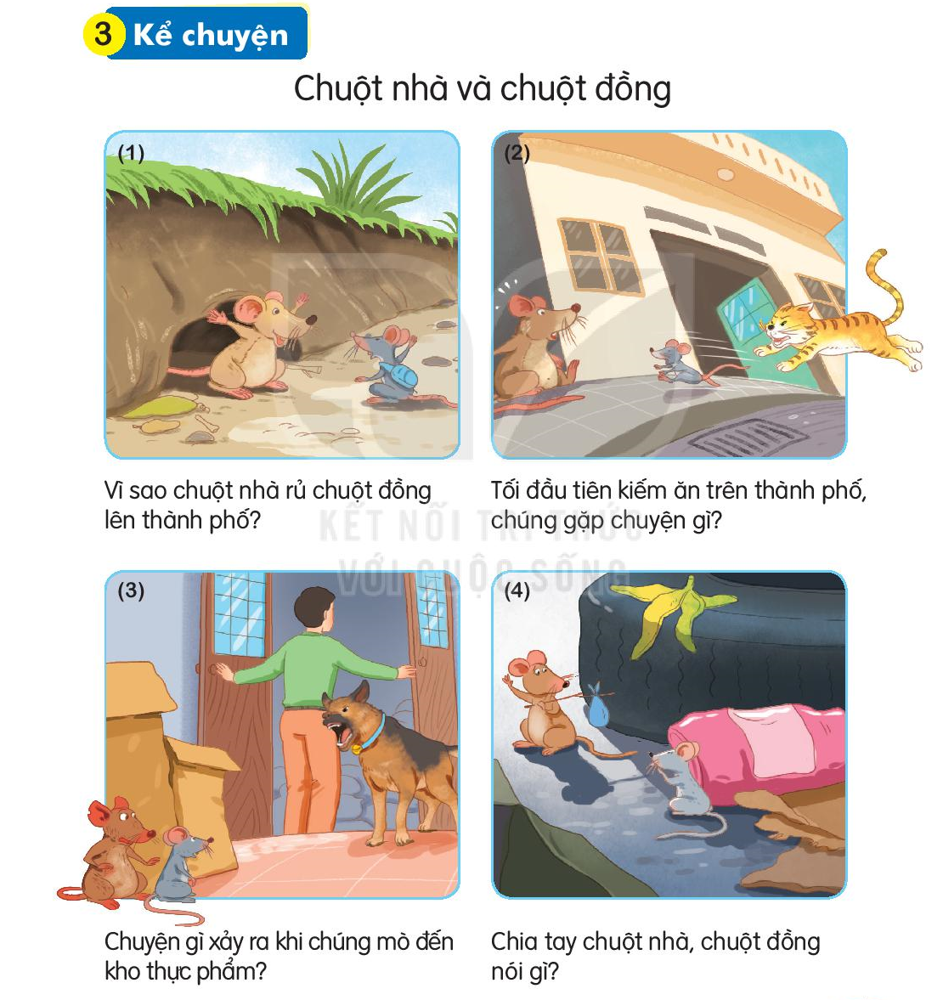 3 Kể chuyện
Chuột nhà và chuột đồng
(1)
(2)
Vì sao chuột nhà rủ chuột đồng
lên thành phố?
Tối đầu tiên kiếm ăn trên thành phố,
chúng gặp chuyện gì?
KẾT NỐI TRI THỨC
VỚI CUỘC SỐNG
(3)
(4)
Chuyện gì xảy ra khi chúng mò đến
kho thực phẩm?
Chia tay chuột nhà, chuột đồng
nói gì?